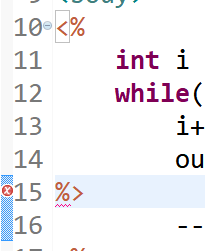 10 <%
11 int i
12 while(
13 i+
14 ou
15 %>
16 --